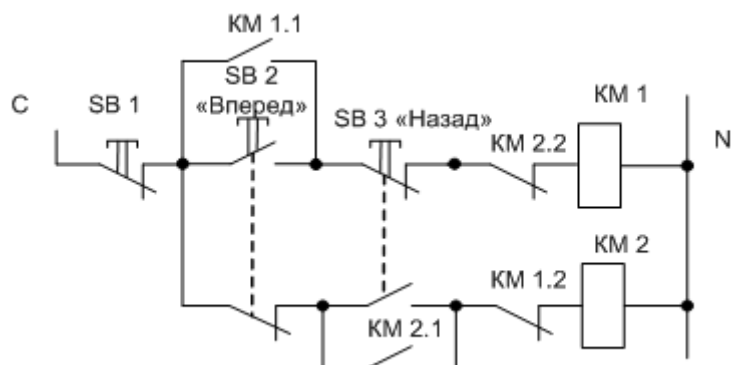 КМ 1.1
SB 2
«Вперед»
С
SB 1
SB 3 «Назад»
КМ 1
КМ 2.2
N
КМ 2
КМ 1.2
КМ 2.1